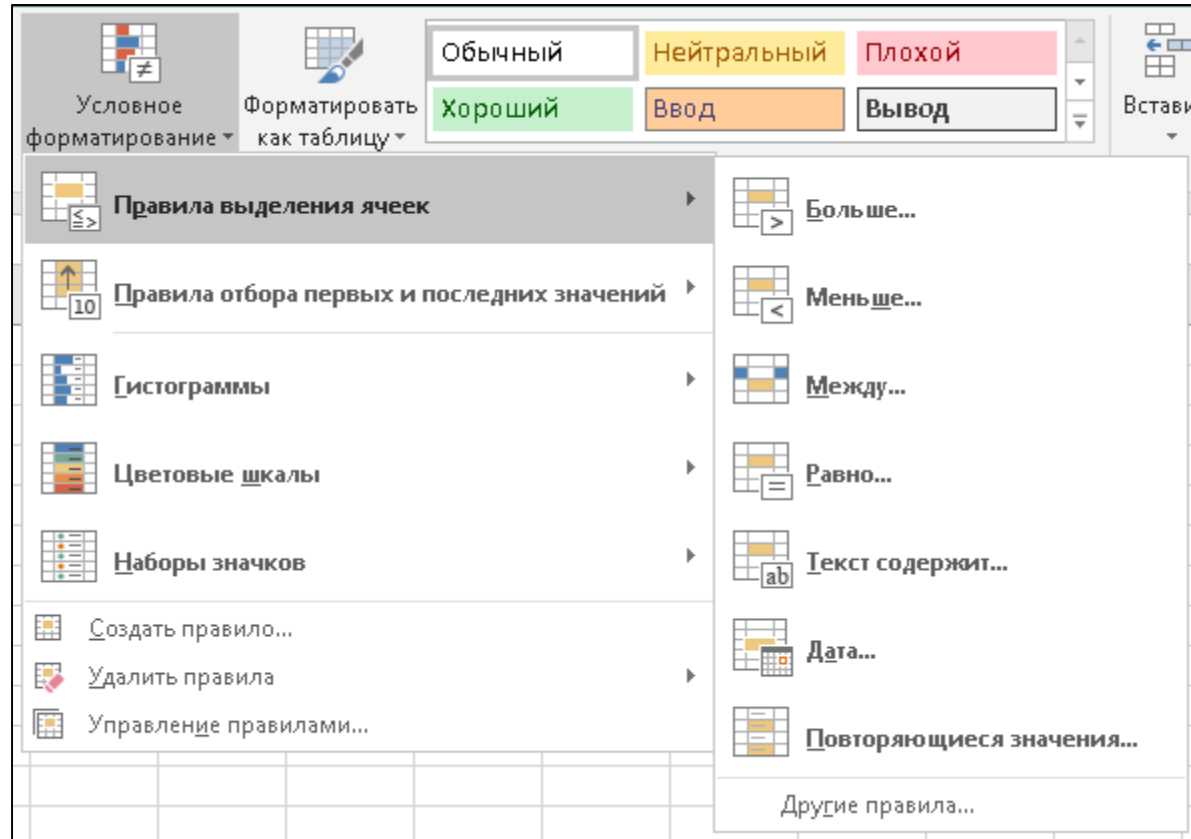 Обычный
Нейтральный
Плохой
Хороший
Ввод
Вывод
Условное
форматирование
Форматировать
как таблицу
Правила выделения ячеек
Правила отбора первых и последних значений
10
Гистограммы
Цветовые шкалы
Наборы значков
Создать правило...
Удалить правила
Управление правилами...
Больше...
Меньше...
Между...
Равно...
Текст содержит...
ab
Дата...
Повторяющиеся значения...
Другие правила...